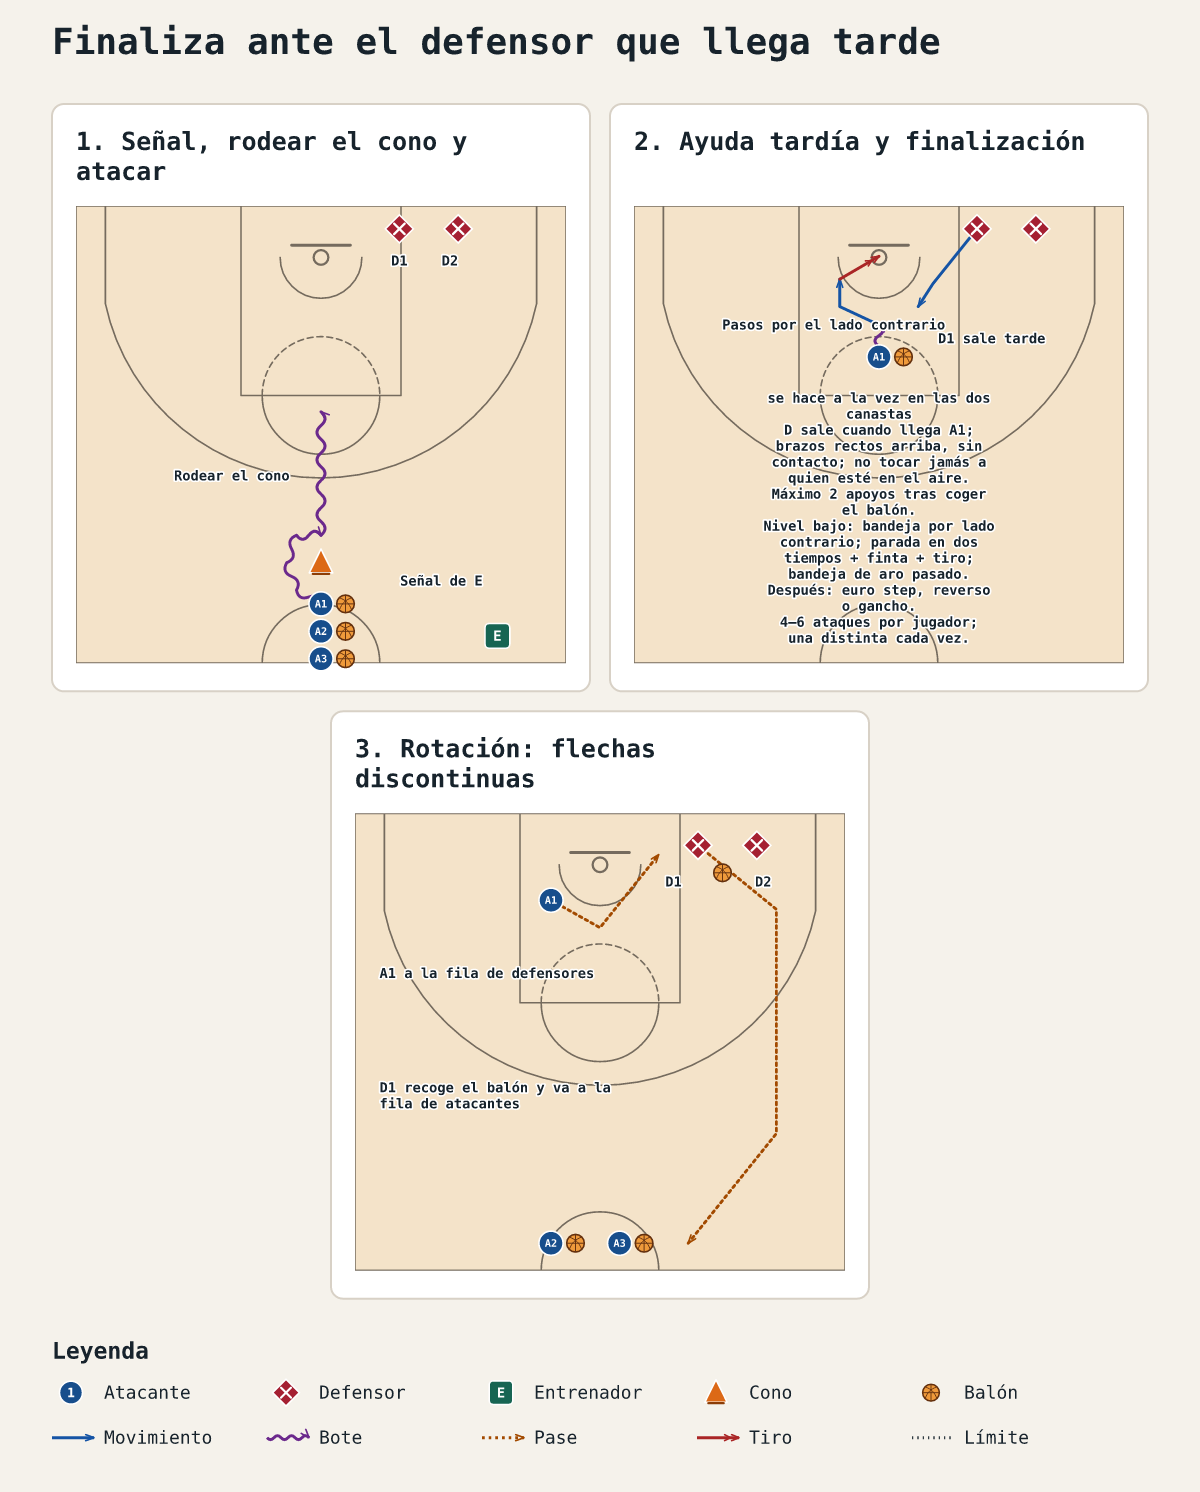 Finaliza ante el defensor que llega tarde
1. Señal, rodear el cono y
atacar
D1
D2
Rodear el cono
Señal de E
A1
A2
A3
E
2. Ayuda tardía y finalización
Pasos por el lado contrario
D1 sale tarde
A1
se hace a la vez en las dos
canastas
D sale cuando llega A1;
brazos rectos arriba, sin
contacto; no tocar jamás a
quien esté en el aire.
Máximo 2 apoyos tras coger
el balón.
Nivel bajo: bandeja por lado
contrario; parada en dos
tiempos + finta + tiro;
bandeja de aro pasado.
Después: euro step, reverso
o gancho.
4–6 ataques por jugador;
una distinta cada vez.
3. Rotación: flechas
discontinuas
D1
D2
A1
A1 a la fila de defensores
D1 recoge el balón y va a la
fila de atacantes
A2
A3
Leyenda
1 Atacante
Defensor
E Entrenador
Cono
Balón
Movimiento
Bote
Pase
Tiro
Límite